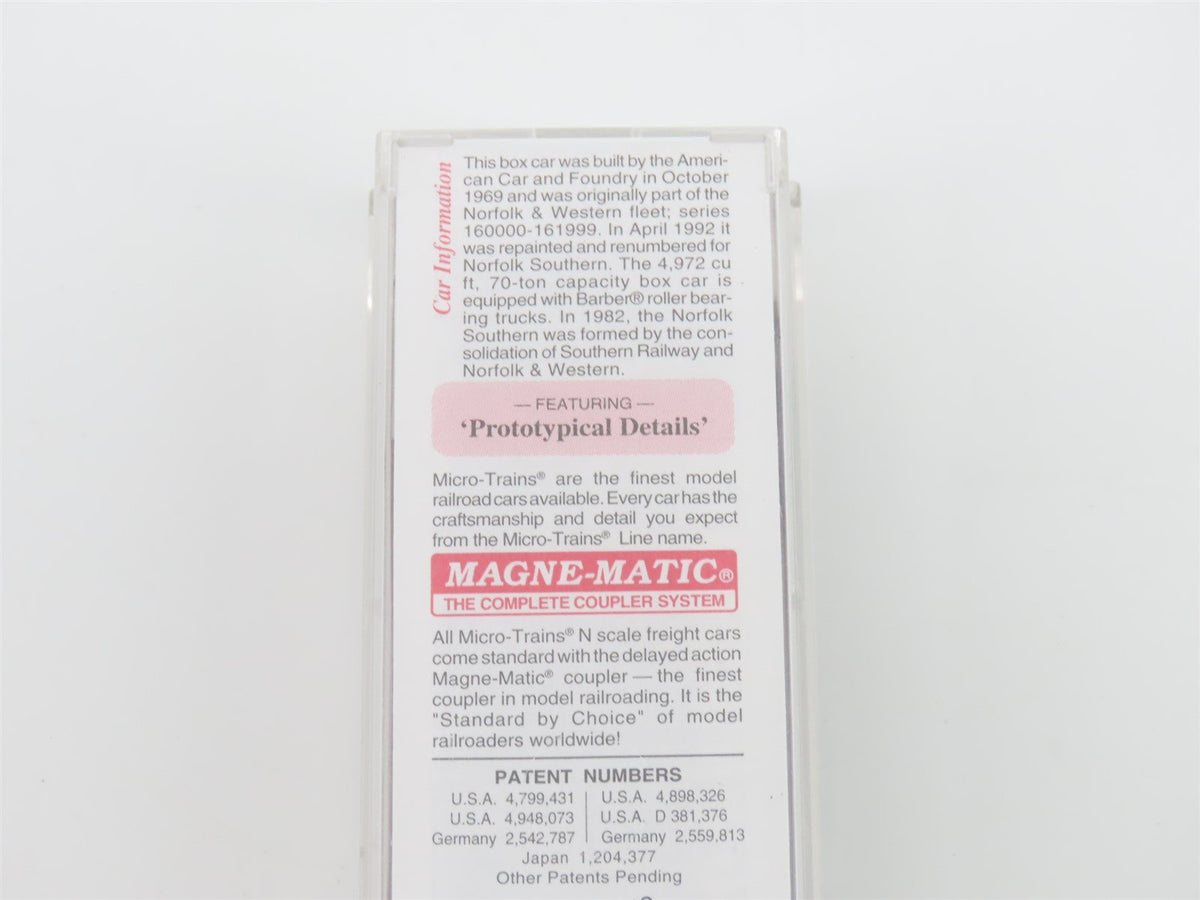 Car Information
This box car was built by the Ameri-
can Car and Foundry in October
1969 and was originally part of the
Norfolk & Western fleet; series
160000-161999. In April 1992 it
was repainted and renumbered for
Norfolk Southern. The 4,972 cu
ft, 70-ton capacity box car is
equipped with Barber® roller bear-
ing trucks. In 1982, the Norfolk
Southern was formed by the con-
solidation of Southern Railway and
Norfolk & Western.
— FEATURING —
‘Prototypical Details’
Micro-Trains® are the finest model
railroad cars available. Every car has the
craftsmanship and detail you expect
from the Micro-Trains® Line name.
MAGNE-MATIC®
THE COMPLETE COUPLER SYSTEM
All Micro-Trains® N scale freight cars
come standard with the delayed action
Magne-Matic® coupler — the finest
coupler in model railroading. It is the
"Standard by Choice" of model
railroaders worldwide!
PATENT NUMBERS
U.S.A. 4,799,431 | U.S.A. 4,898,326
U.S.A. 4,948,073 | U.S.A. D 381,376
Germany 2,542,787 | Germany 2,559,813
Japan 1,204,377
Other Patents Pending